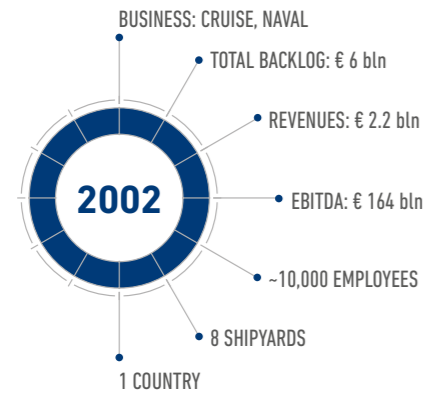 BUSINESS: CRUISE, NAVAL
TOTAL BACKLOG: € 6 bln
REVENUES: € 2.2 bln
2002
EBITDA: € 164 bln
~10,000 EMPLOYEES
8 SHIPYARDS
1 COUNTRY